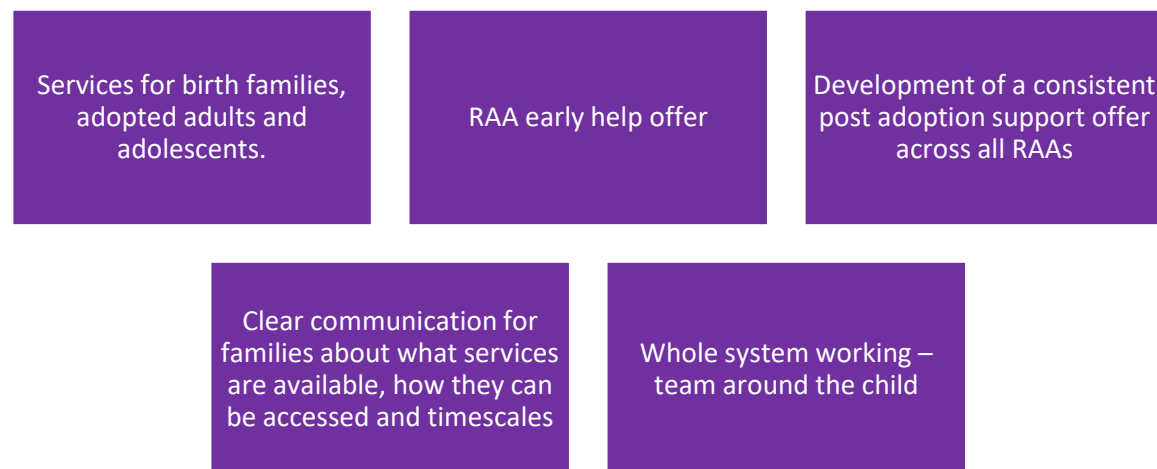 Services for birth families,
adopted adults and
adolescents.
RAA early help offer
Development of a consistent
post adoption support offer
across all RAAs
Clear communication for
families about what services
are available, how they can
be accessed and timescales
Whole system working –
team around the child